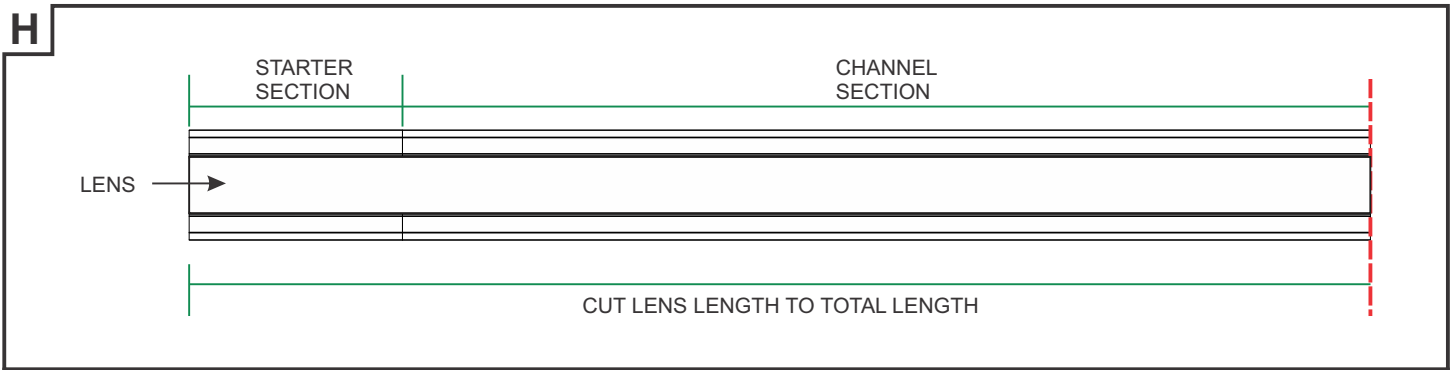 H
STARTER
SECTION
CHANNEL
SECTION
LENS
CUT LENS LENGTH TO TOTAL LENGTH